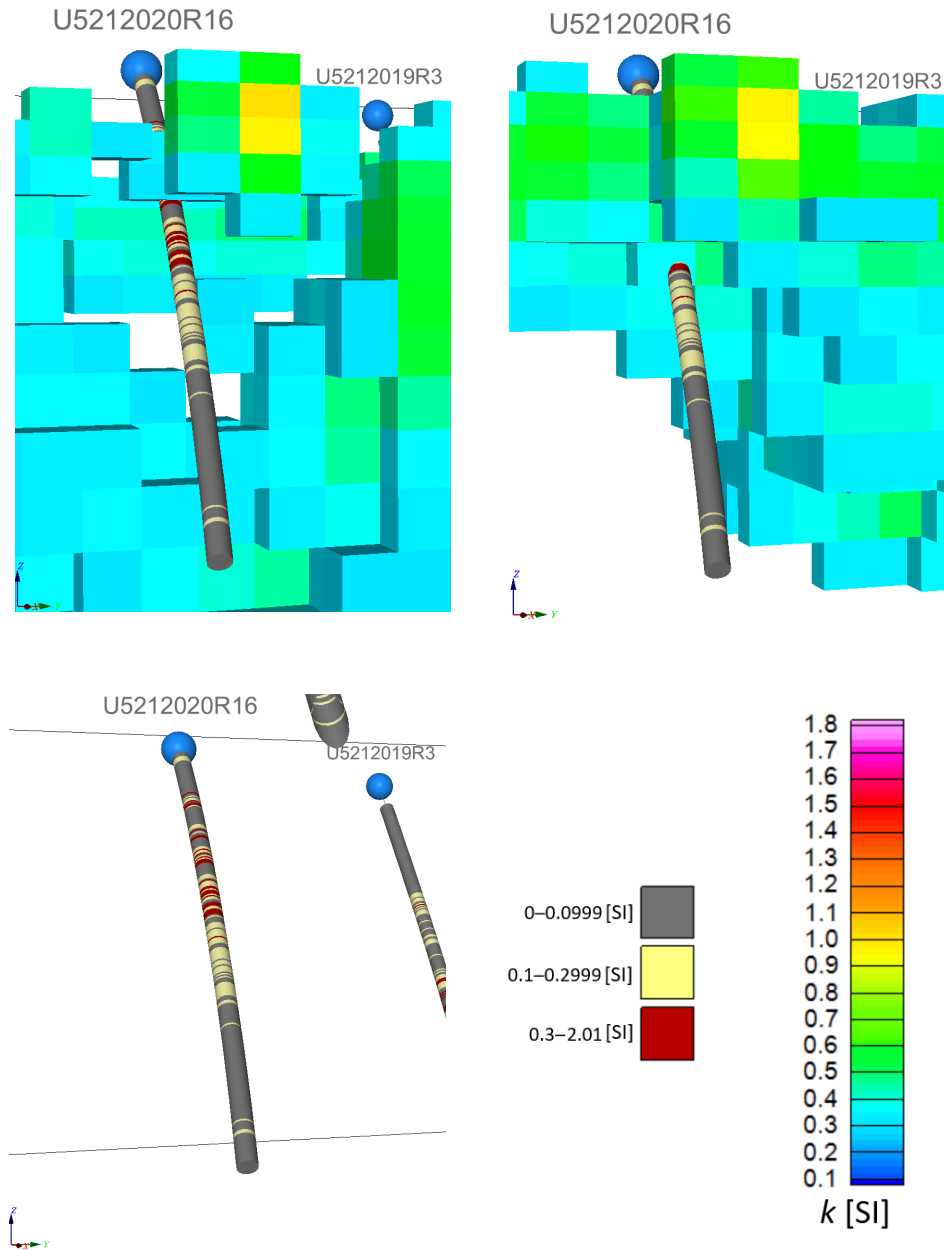 U5212020R16
U5212019R3
Z
X
Y
U5212020R16
U5212019R3
Z
X
Y
U5212020R16
U5212019R3
Z
X
Y
0–0.0999 [SI]
0.1–0.2999 [SI]
0.3–2.01 [SI]
1.8
1.7
1.6
1.5
1.4
1.3
1.2
1.1
1.0
0.9
0.8
0.7
0.6
0.5
0.4
0.3
0.2
0.1
k [SI]